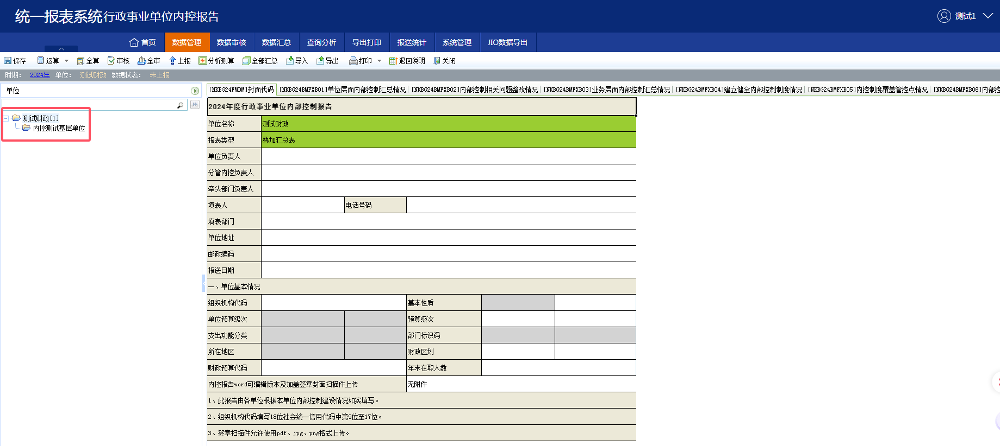 统一报表系统行政事业单位内控报告
测试1
首页 数据管理 数据审核 数据汇总 查询分析 导出打印 报送统计 系统管理 JIO数据导出
保存 运算 全算 审核 全审 上报 分析测算 全部汇总 导入 导出 打印 退回说明 关闭
时期： 2024年 单位： 测试财政 数据状态： 未上报
单位
测试财政[1]
内控测试基层单位
[NKBG24FMDM]封面代码 [NKBG24BMFXB01]单位层面内部控制汇总情况 [NKBG24BMFXB02]内部控制相关问题整改情况 [NKBG24BMFXB03]业务层面内部控制汇总情况 [NKBG24BMFXB04]建立健全内部控制制度情况 [NKBG24BMFXB05]内控制度覆盖管控点情况 [NKBG24BMFXB06]内部控
2024年度行政事业单位内部控制报告
单位名称 测试财政
报表类型 叠加汇总表
单位负责人
分管内控负责人
牵头部门负责人
填表人 电话号码
填表部门
单位地址
邮政编码
报送日期
一、单位基本情况
组织机构代码 基本性质
单位预算级次 预算级次
支出功能分类 部门标识码
所在地区 财政区划
财政预算代码 年末在职人数
内控报告word可编辑版本及加盖签章封面扫描件上传 无附件
1、此报告由各单位根据本单位内部控制建设情况如实填写。
2、组织机构代码填写18位社会统一信用代码中第9位至17位。
3、签章扫描件允许使用pdf、jpg、png格式上传。